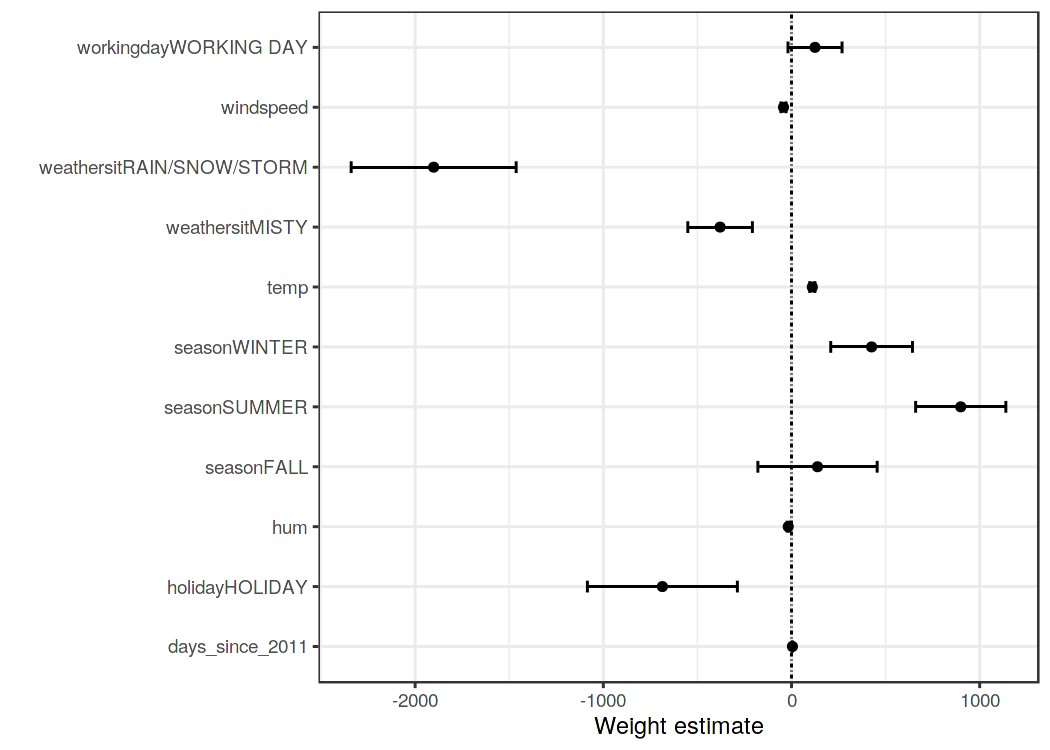 workingdayWORKING DAY
windspeed
weathersitRAIN/SNOW/STORM
weathersitMISTY
temp
seasonWINTER
seasonSUMMER
seasonFALL
hum
holidayHOLIDAY
days_since_2011
-2000 -1000 0 1000
Weight estimate